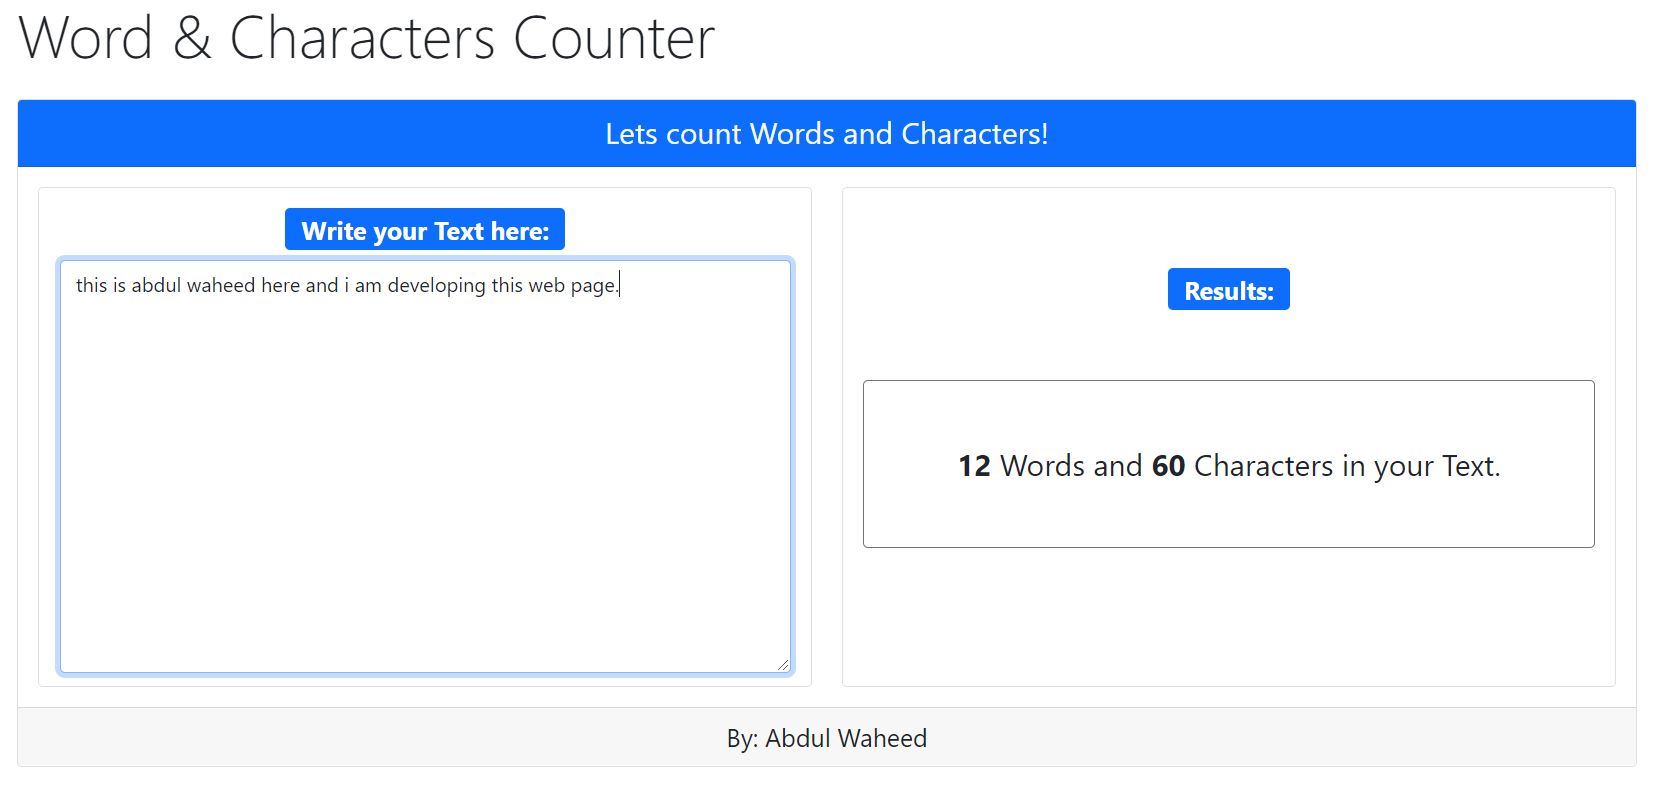 Word & Characters Counter
Lets count Words and Characters!
Write your Text here:
this is abdul waheed here and i am developing this web page.
Results:
12 Words and 60 Characters in your Text.
By: Abdul Waheed